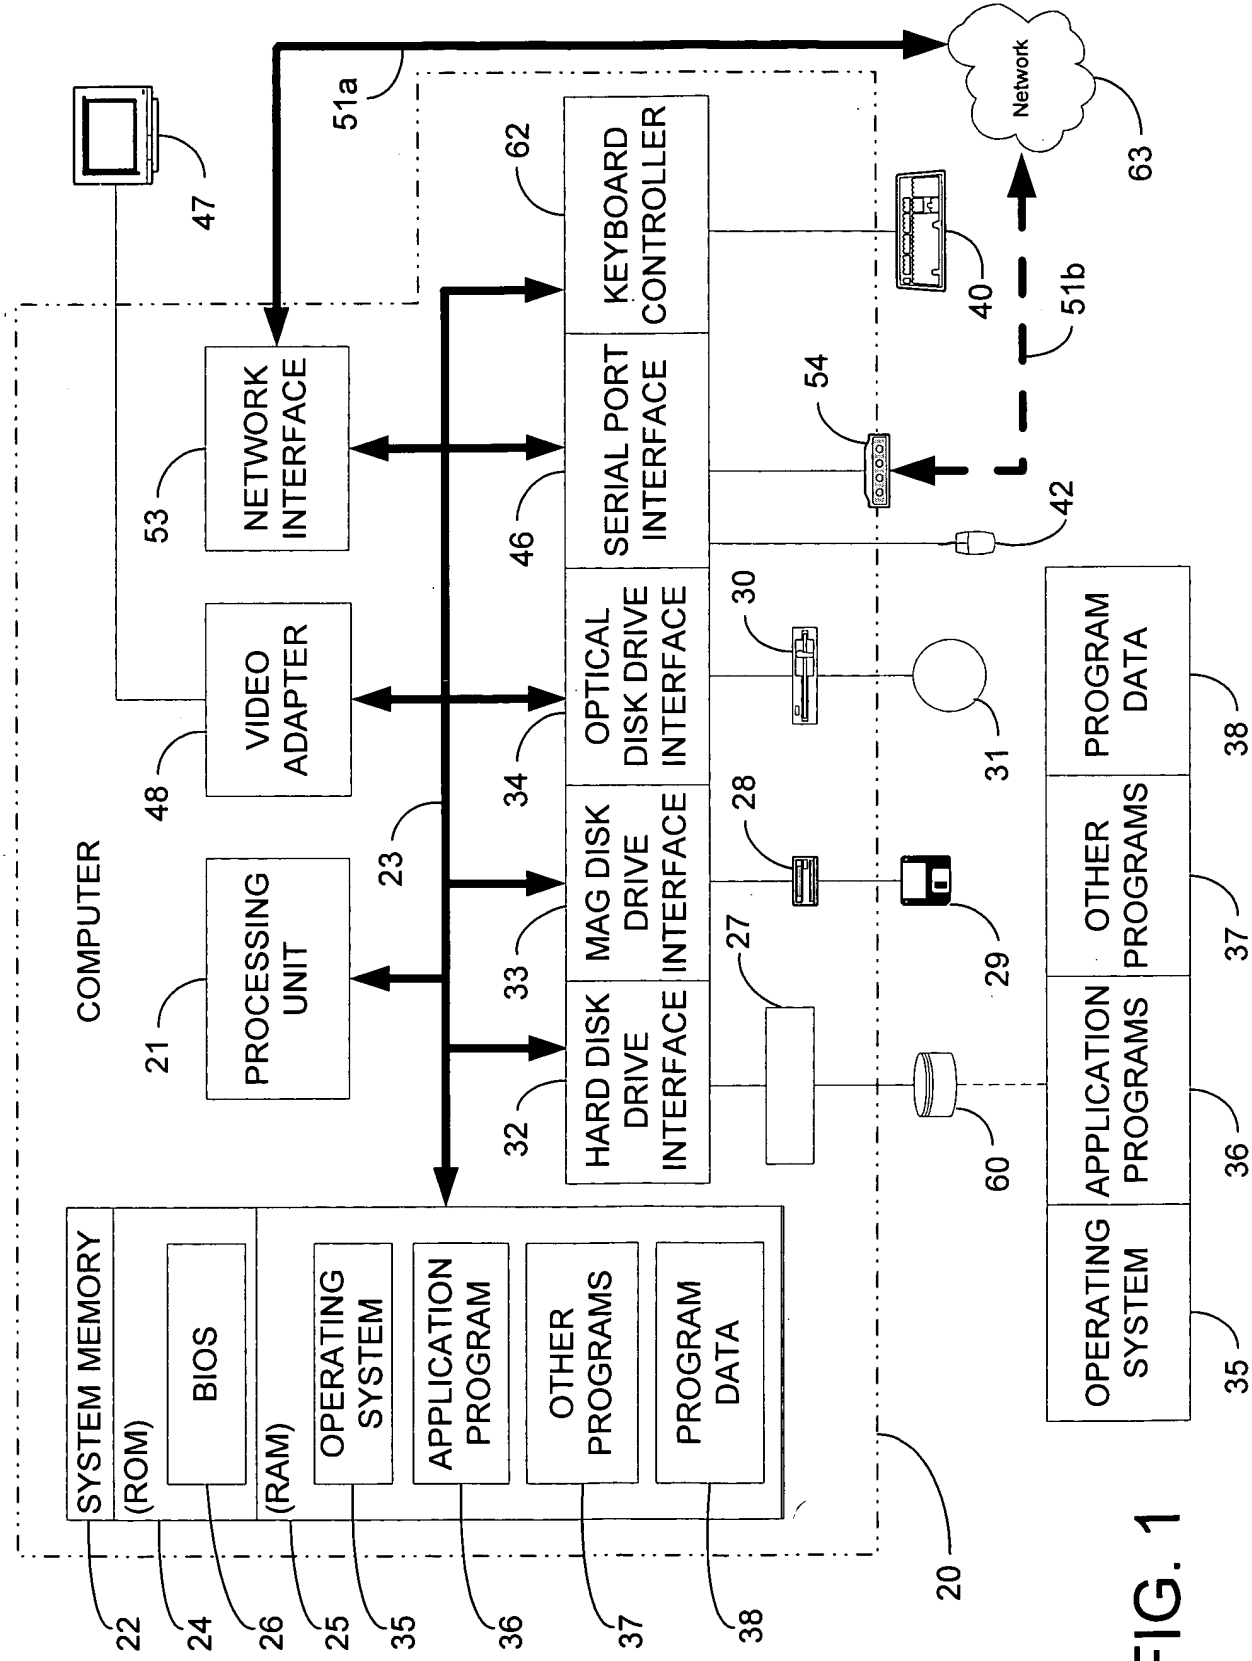 COMPUTER
47
51a
SYSTEM MEMORY
22
(ROM)
24
BIOS
26
(RAM)
25
OPERATING
SYSTEM
35
APPLICATION
PROGRAM
36
OTHER
PROGRAMS
37
PROGRAM
DATA
38
21
PROCESSING
UNIT
48
VIDEO
ADAPTER
53
NETWORK
INTERFACE
23
32
HARD DISK
DRIVE
INTERFACE
33
MAG DISK
DRIVE
INTERFACE
34
OPTICAL
DISK DRIVE
INTERFACE
46
SERIAL PORT
INTERFACE
62
KEYBOARD
CONTROLLER
27
28
30
54
20
60
29
31
42
40
51b
Network
63
OPERATING
SYSTEM
APPLICATION
PROGRAMS
OTHER
PROGRAMS
PROGRAM
DATA
35
36
37
38
FIG. 1